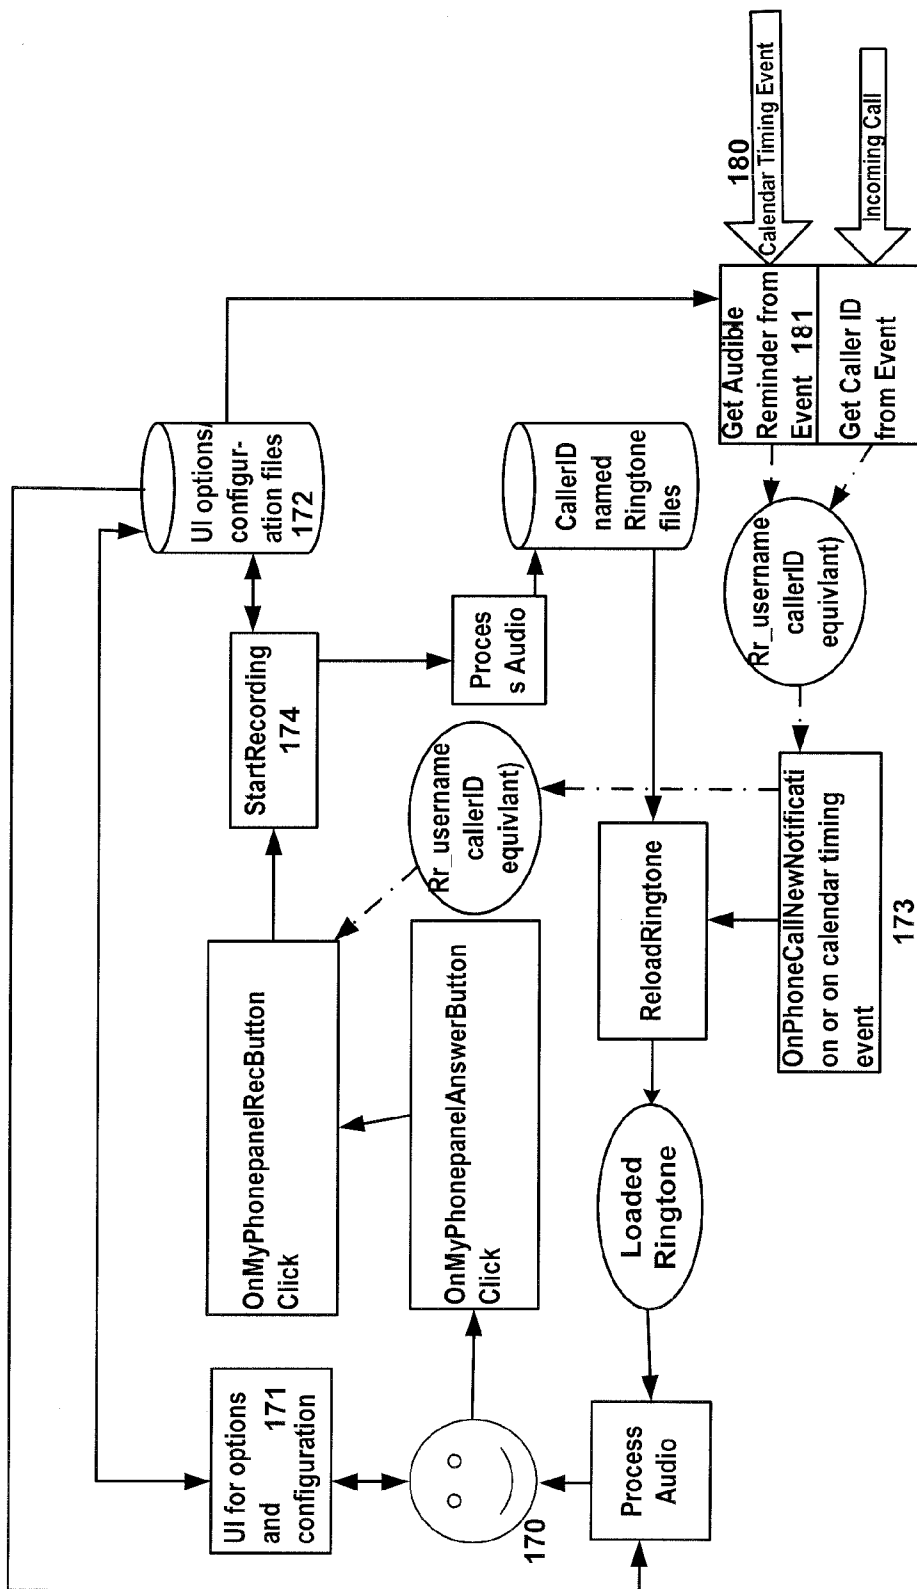 UI for options
and 171
configuration
170
Process
Audio
OnMyPhonepanelRecButton
Click
OnMyPhonepanelAnswerButton
Click
Loaded
Ringtone
StartRecording
174
Rr_username
callerID
equivlant)
ReloadRingtone
OnPhoneCallNewNotificati
on or on calendar timing
event
173
UI options/
configur-
ation files
172
Proces
s Audio
CallerID
named
Ringtone
files
Rr_username
callerID
equivlant)
Get Audible
Reminder from
Event 181
Get Caller ID
from Event
180
Calendar Timing Event
Incoming Call